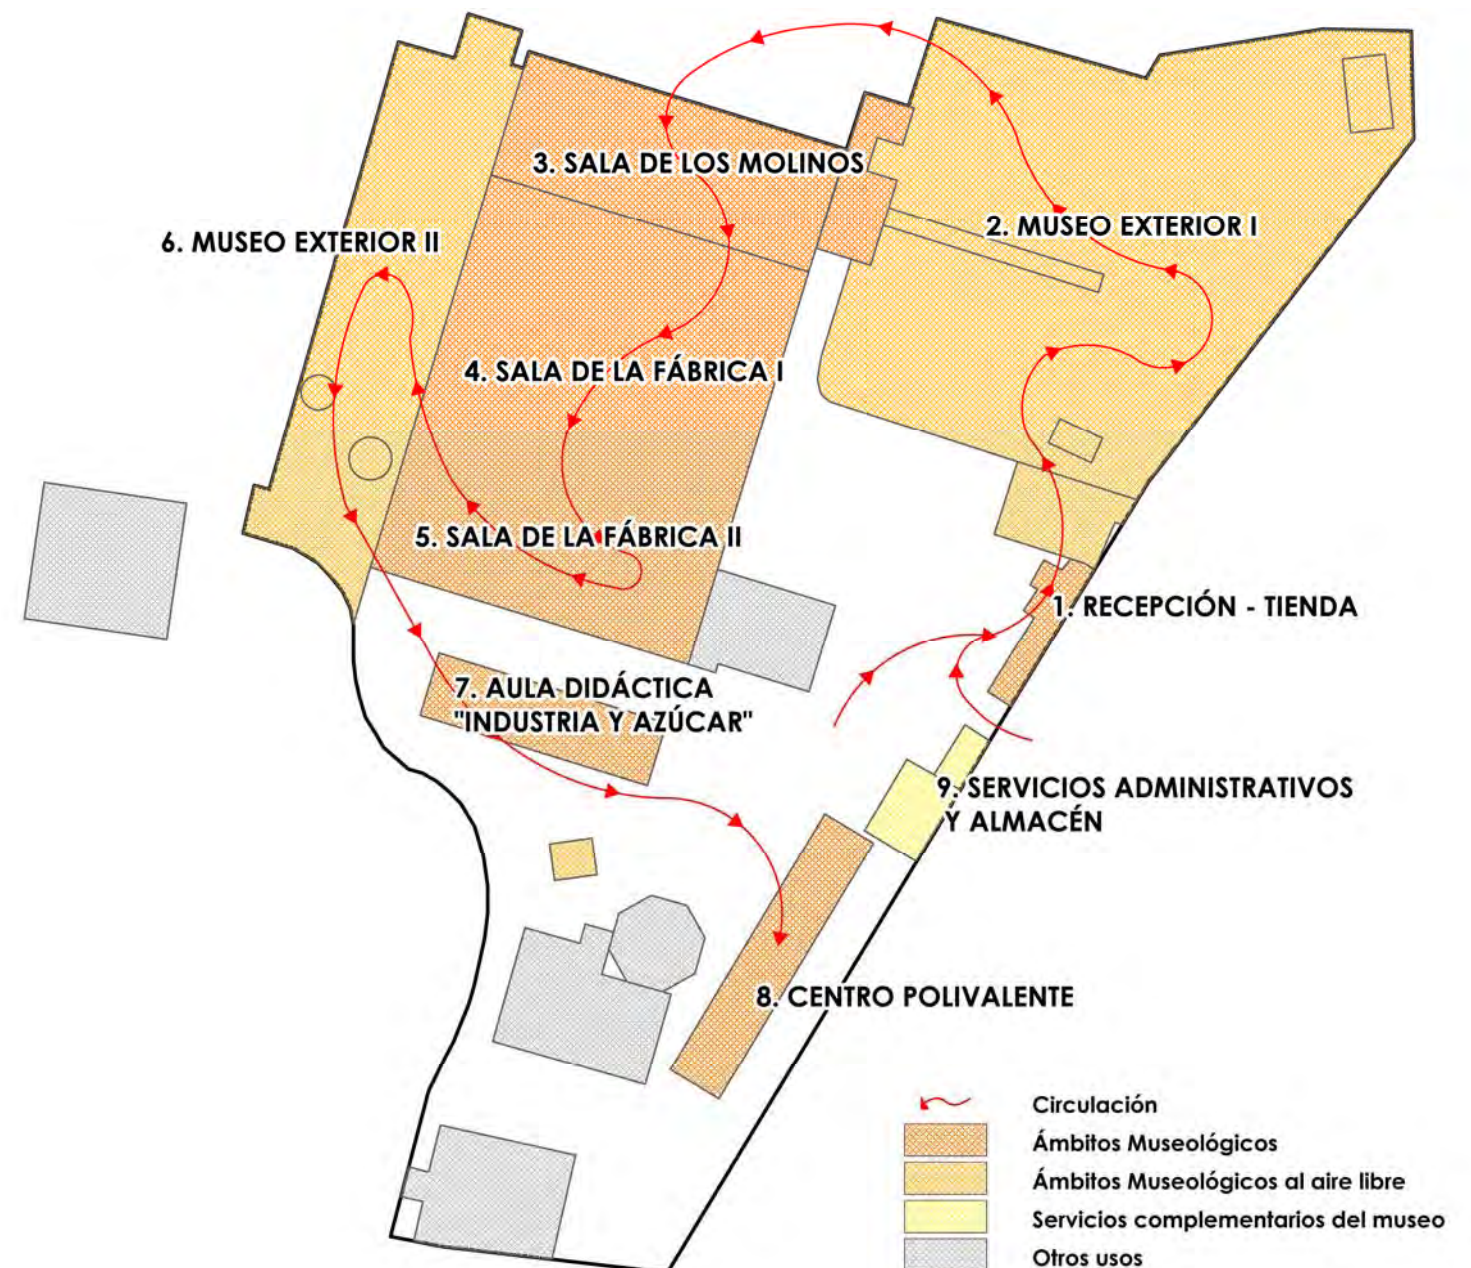 3. SALA DE LOS MOLINOS
2. MUSEO EXTERIOR I
6. MUSEO EXTERIOR II
4. SALA DE LA FÁBRICA I
5. SALA DE LA FÁBRICA II
1. RECEPCIÓN - TIENDA
7. AULA DIDÁCTICA
"INDUSTRIA Y AZÚCAR"
9. SERVICIOS ADMINISTRATIVOS
Y ALMACÉN
8. CENTRO POLIVALENTE
Circulación
Ámbitos Museológicos
Ámbitos Museológicos al aire libre
Servicios complementarios del museo
Otros usos